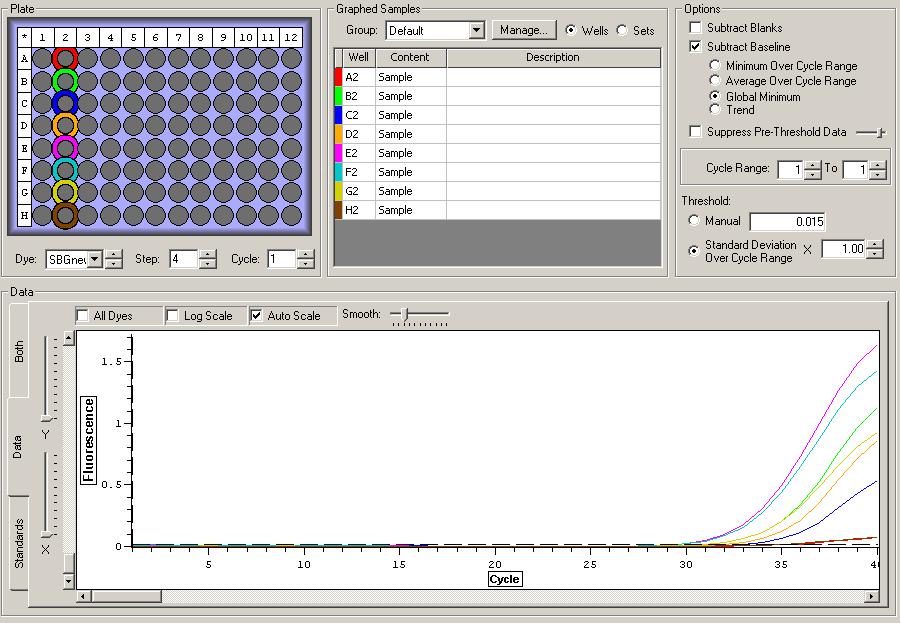 Plate
* 1 2 3 4 5 6 7 8 9 10 11 12
A
B
C
D
E
F
G
H
Dye: SBGnew Step: 4 Cycle: 1
Graphed Samples
Group: Default Manage... Wells Sets
Well Content Description
A2 Sample
B2 Sample
C2 Sample
D2 Sample
E2 Sample
F2 Sample
G2 Sample
H2 Sample
Options
Subtract Blanks
Subtract Baseline
Minimum Over Cycle Range
Average Over Cycle Range
Global Minimum
Trend
Suppress Pre-Threshold Data
Cycle Range: 1 To 1
Threshold:
Manual 0.015
Standard Deviation
Over Cycle Range X 1.00
Data
Both
Data
Standards
Y
X
All Dyes Log Scale Auto Scale Smooth:
Fluorescence
1.5
1
0.5
0
5 10 15 20 25 30 35 40
Cycle